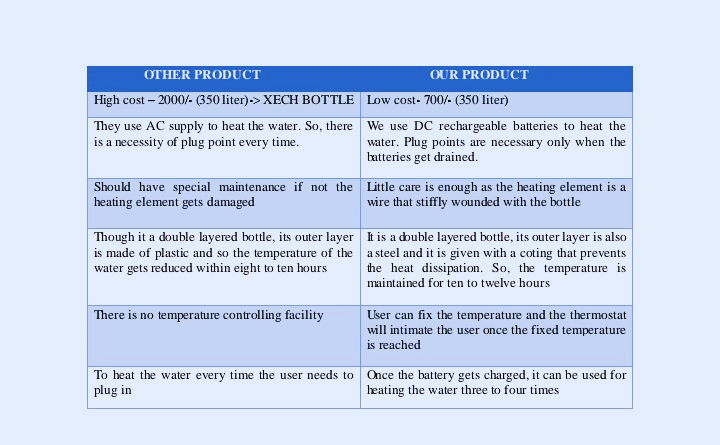 OTHER PRODUCT
OUR PRODUCT
High cost – 2000/- (350 liter)-> XECH BOTTLE
Low cost- 700/- (350 liter)
They use AC supply to heat the water. So, there
is a necessity of plug point every time.
We use DC rechargeable batteries to heat the
water. Plug points are necessary only when the
batteries get drained.
Should have special maintenance if not the
heating element gets damaged
Little care is enough as the heating element is a
wire that stiffly wounded with the bottle
Though it a double layered bottle, its outer layer
is made of plastic and so the temperature of the
water gets reduced within eight to ten hours
It is a double layered bottle, its outer layer is also
a steel and it is given with a coting that prevents
the heat dissipation. So, the temperature is
maintained for ten to twelve hours
There is no temperature controlling facility
User can fix the temperature and the thermostat
will intimate the user once the fixed temperature
is reached
To heat the water every time the user needs to
plug in
Once the battery gets charged, it can be used for
heating the water three to four times